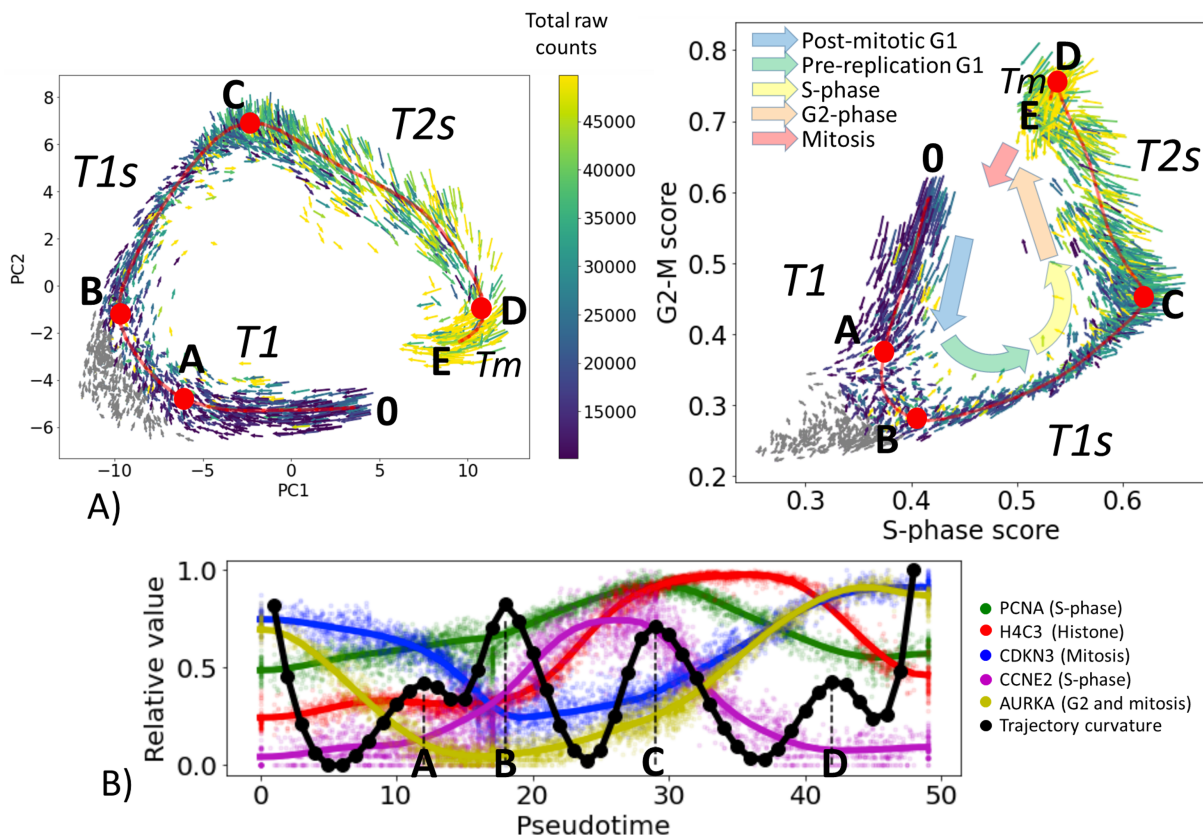 Total raw
counts
45000
40000
35000
30000
25000
20000
15000
8
6
4
2
0
−2
−4
−6
PC2
−10
−5
0
5
10
PC1
C
T2s
T1s
B
A
T1
0
D
E
Tm
A)
Post-mitotic G1
Pre-replication G1
S-phase
G2-phase
Mitosis
0.8
0.7
0.6
0.5
0.4
0.3
0.2
G2-M score
0.3
0.4
0.5
0.6
S-phase score
D
Tm
E
0
T2s
T1
A
C
B
T1s
1.0
0.5
0.0
Relative value
A
B
C
D
0
10
20
30
40
50
Pseudotime
B)
PCNA (S-phase)
H4C3 (Histone)
CDKN3 (Mitosis)
CCNE2 (S-phase)
AURKA (G2 and mitosis)
Trajectory curvature